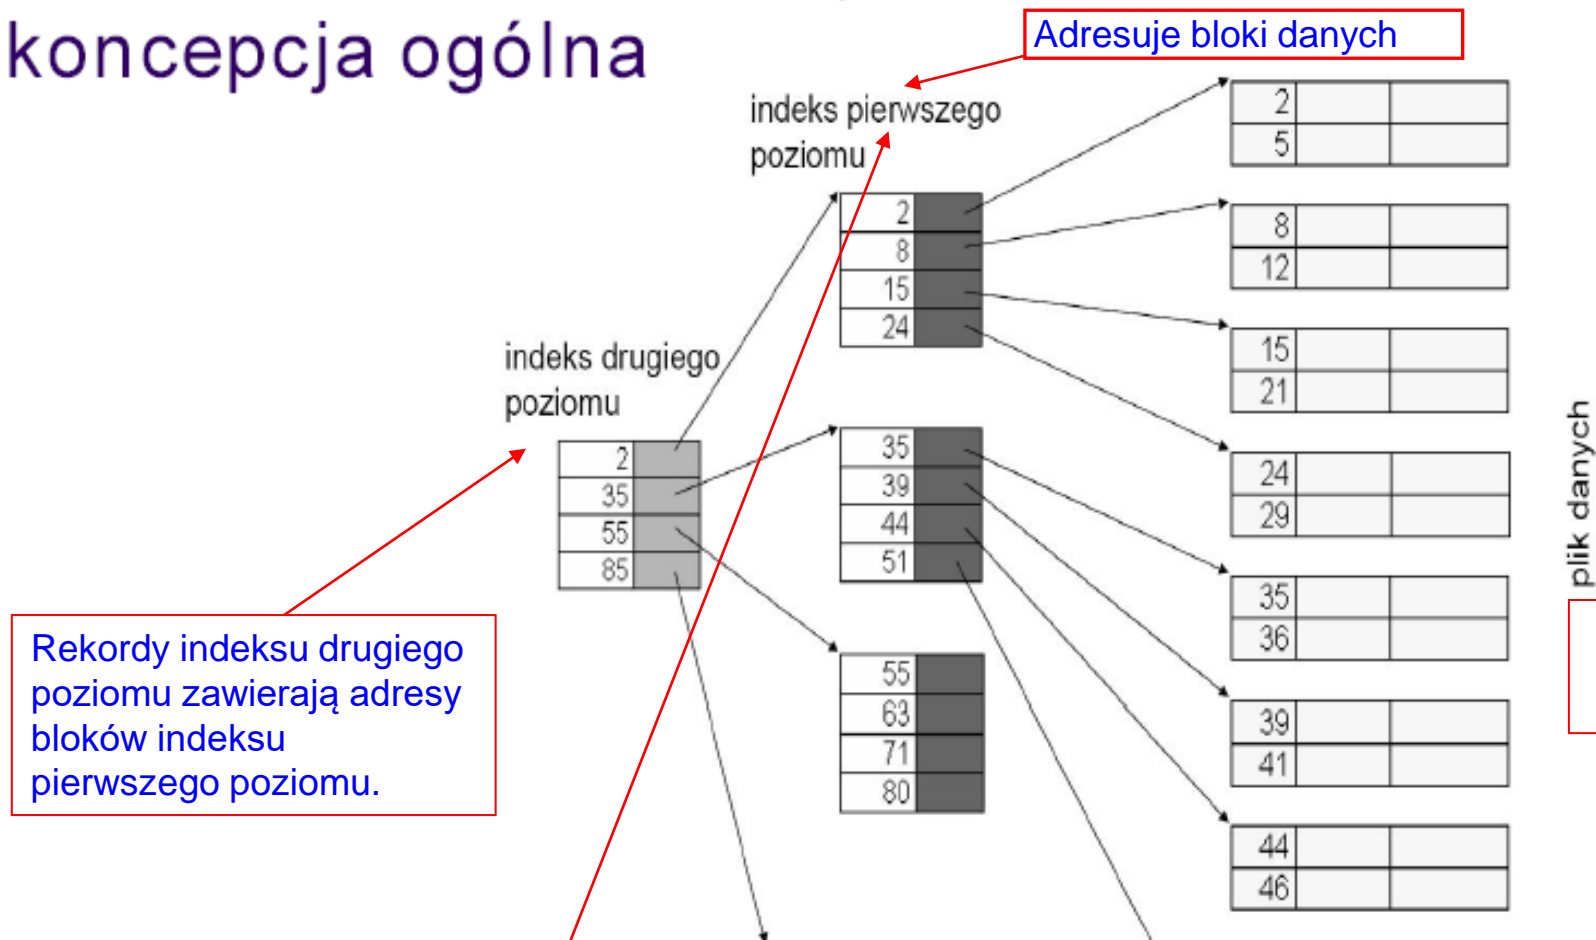 koncepcja ogólna
Adresuje bloki danych
indeks pierwszego
poziomu
indeks drugiego
poziomu
2
35
55
85
2
8
15
24
35
39
44
51
55
63
71
80
2
5
8
12
15
21
24
29
35
36
39
41
44
46
plik danych
Rekordy indeksu drugiego
poziomu zawierają adresy
bloków indeksu
pierwszego poziomu.